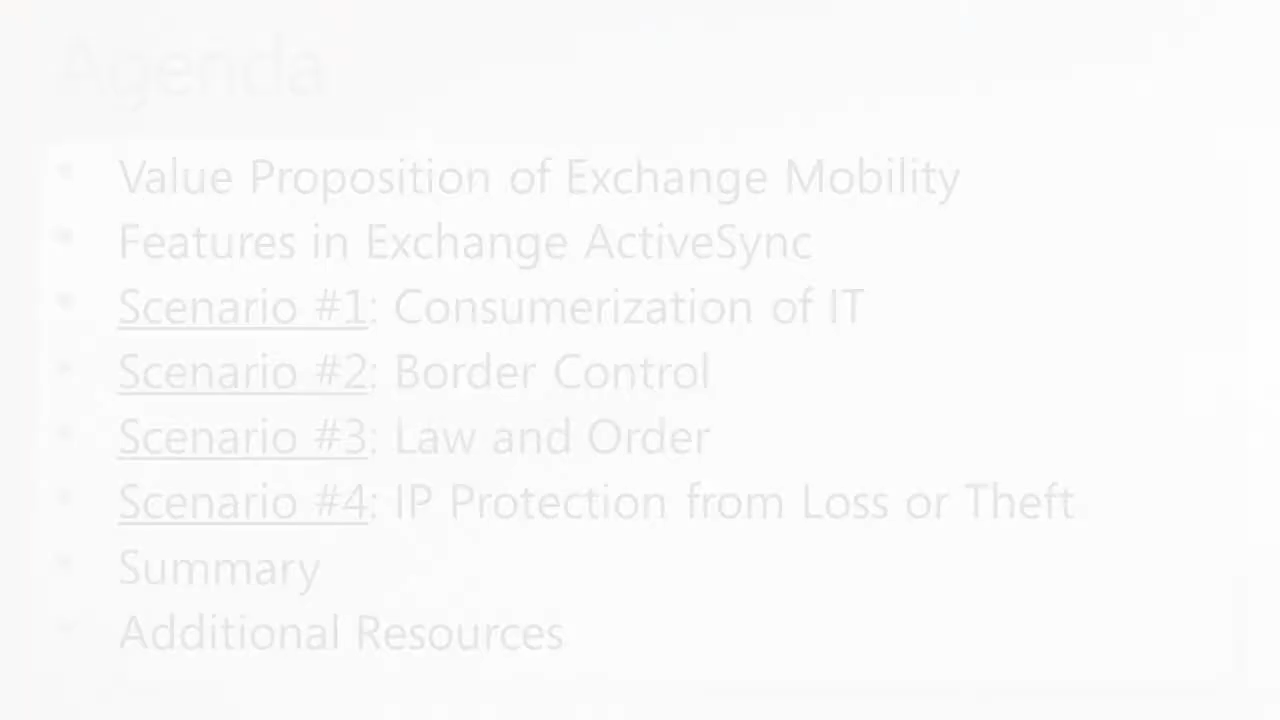 Agenda
Value Proposition of Exchange Mobility
Features in Exchange ActiveSync
Scenario #1: Consumerization of IT
Scenario #2: Border Control
Scenario #3: Law and Order
Scenario #4: IP Protection from Loss or Theft
Summary
Additional Resources